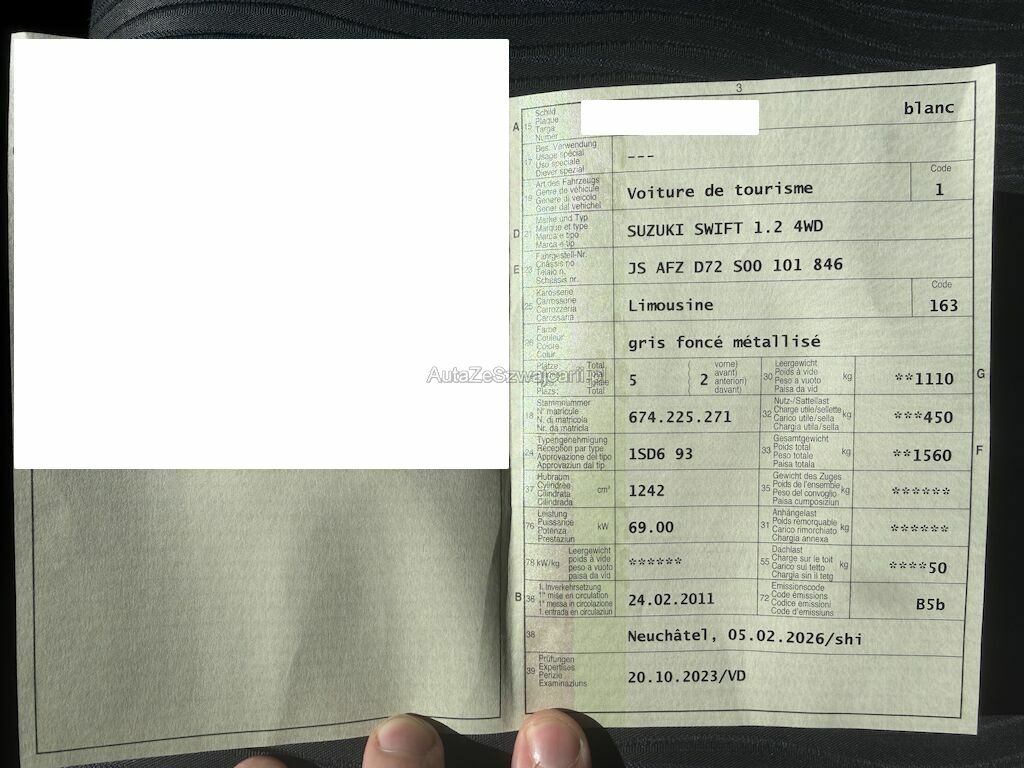 3
A 15 Schild
Plaque
Targa
Numer
blanc
17 Bes. Verwendung
Usage spécial
Uso speciale
Diever spezial
---
19 Art des Fahrzeugs
Genre de véhicule
Genere di veicolo
Gener dal vehichel
Voiture de tourisme
Code
1
D 21 Marke und Typ
Marque et type
Marca e tipo
Marca e tip
SUZUKI SWIFT 1.2 4WD
E 23 Fahrgestell-Nr.
Châssis no
Telaio n.
Schassis nr.
JS AFZ D72 S00 101 846
25 Karosserie
Carrosserie
Carrozzeria
Carossaria
Limousine
Code
163
26 Farbe
Couleur
Colore
Colur
gris foncé métallisé
Plätze Total
Total
Plazs: Total
5
2
vorne)
avant)
anteriori)
davant)
30 Leergewicht
Poids à vide
Peso a vuoto
Paisa da vid
kg
**1110
G
AutaZeSzwajcarii.pl
18 Stammnummer
N° matricule
N. di matricola
Nr. da matricla
674.225.271
32 Nutz-/Sattellast
Charge utile/sellette
Carico utile/sella
Chargia utila/sella
kg
***450
24 Typengenehmigung
Réception par type
Approvazione del tipo
Approvaziun dal tip
1SD6 93
33 Gesamtgewicht
Poids total
Peso totale
Paisa totala
kg
**1560
F
37 Hubraum
Cylindrée
Cilindrata
Cilindrada
cm³
1242
35 Gewicht des Zuges
Poids de l'ensemble
Peso del convoglio
Paisa cumposiziun
kg
******
76 Leistung
Puissance
Potenza
Prestaziun
kW
69.00
31 Anhängelast
Poids remorquable
Carico rimorchiato
Chargia annexa
kg
******
78 kW/kg
Leergewicht
poids à vide
peso a vuoto
paisa da vid
******
55 Dachlast
Charge sur le toit
Carico sul tetto
Chargia sin il tetg
kg
****50
B 36 1. Inverkehrsetzung
1re mise en circulation
1a messa in circolazione
1. entrada en circulaziun
24.02.2011
72 Emissionscode
Code émissions
Codice emissioni
Code d'emissiuns
B5b
38
Neuchâtel, 05.02.2026/shi
39 Prüfungen
Expertises
Perizie
Examinaziuns
20.10.2023/VD